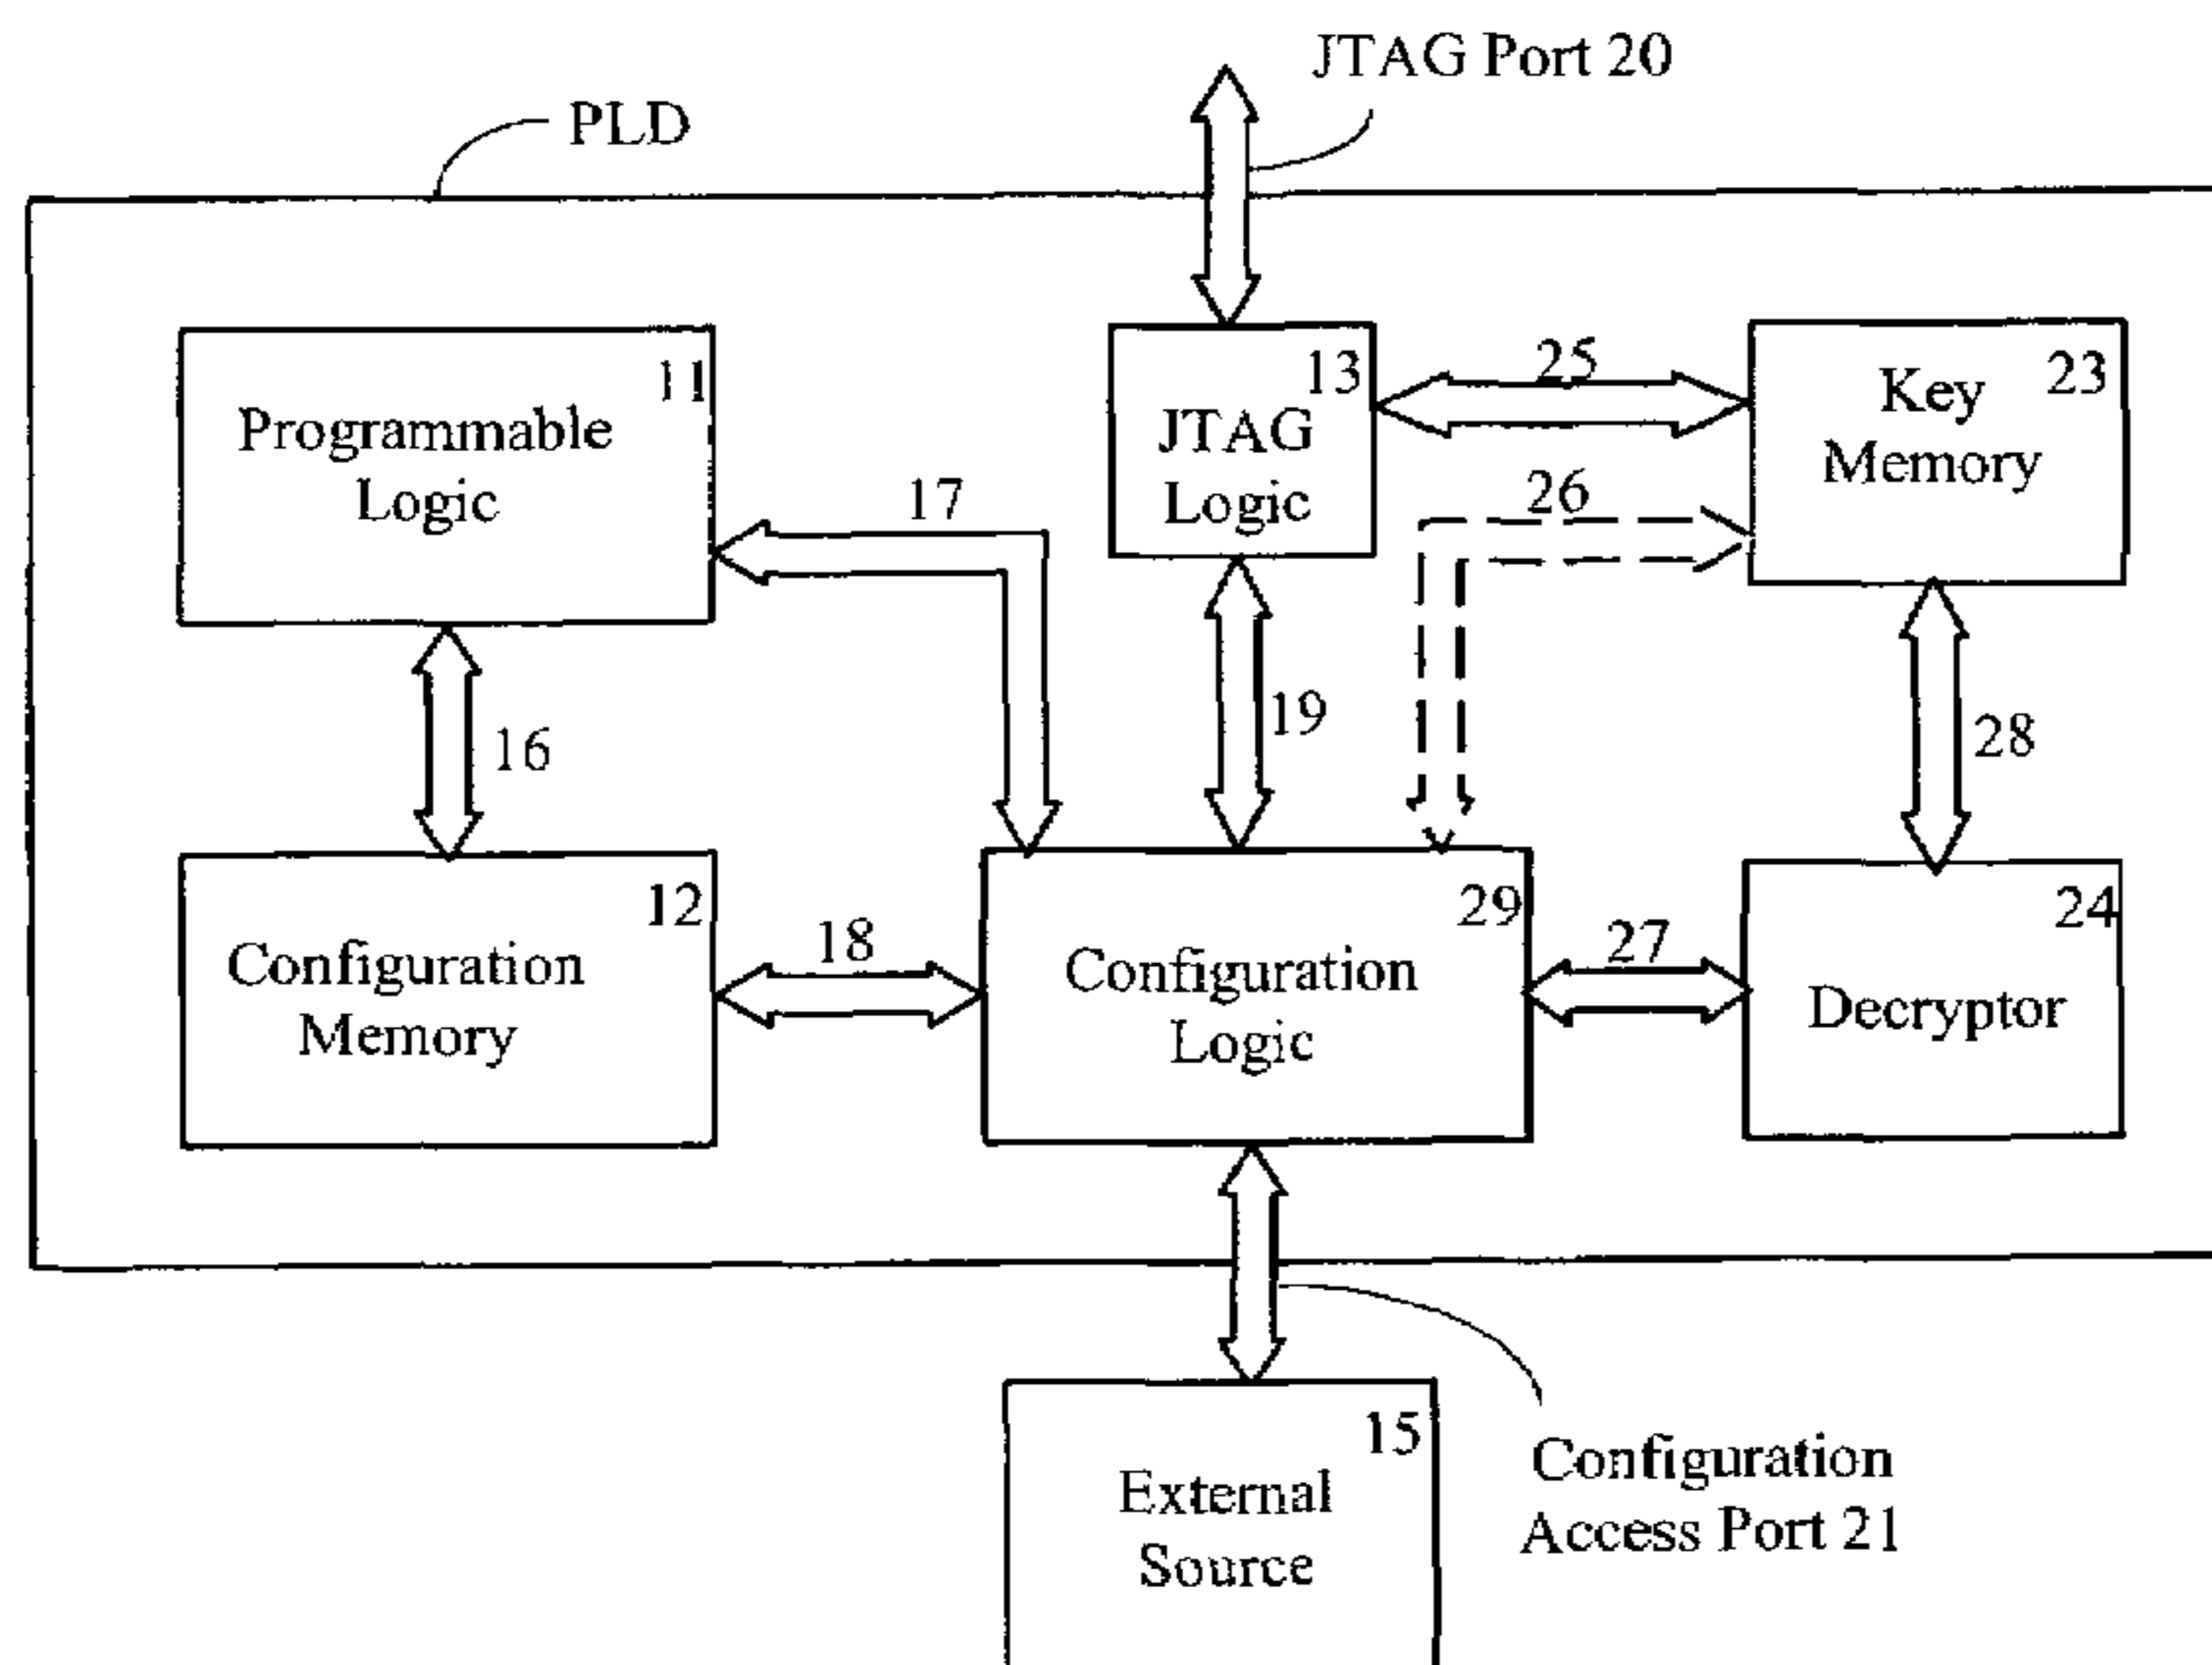 JTAG Port 20
PLD
11
Programmable
Logic
13
JTAG
Logic
25
23
Key
Memory
17
26
16
19
28
12
Configuration
Memory
18
29
Configuration
Logic
27
24
Decryptor
15
External
Source
Configuration
Access Port 21